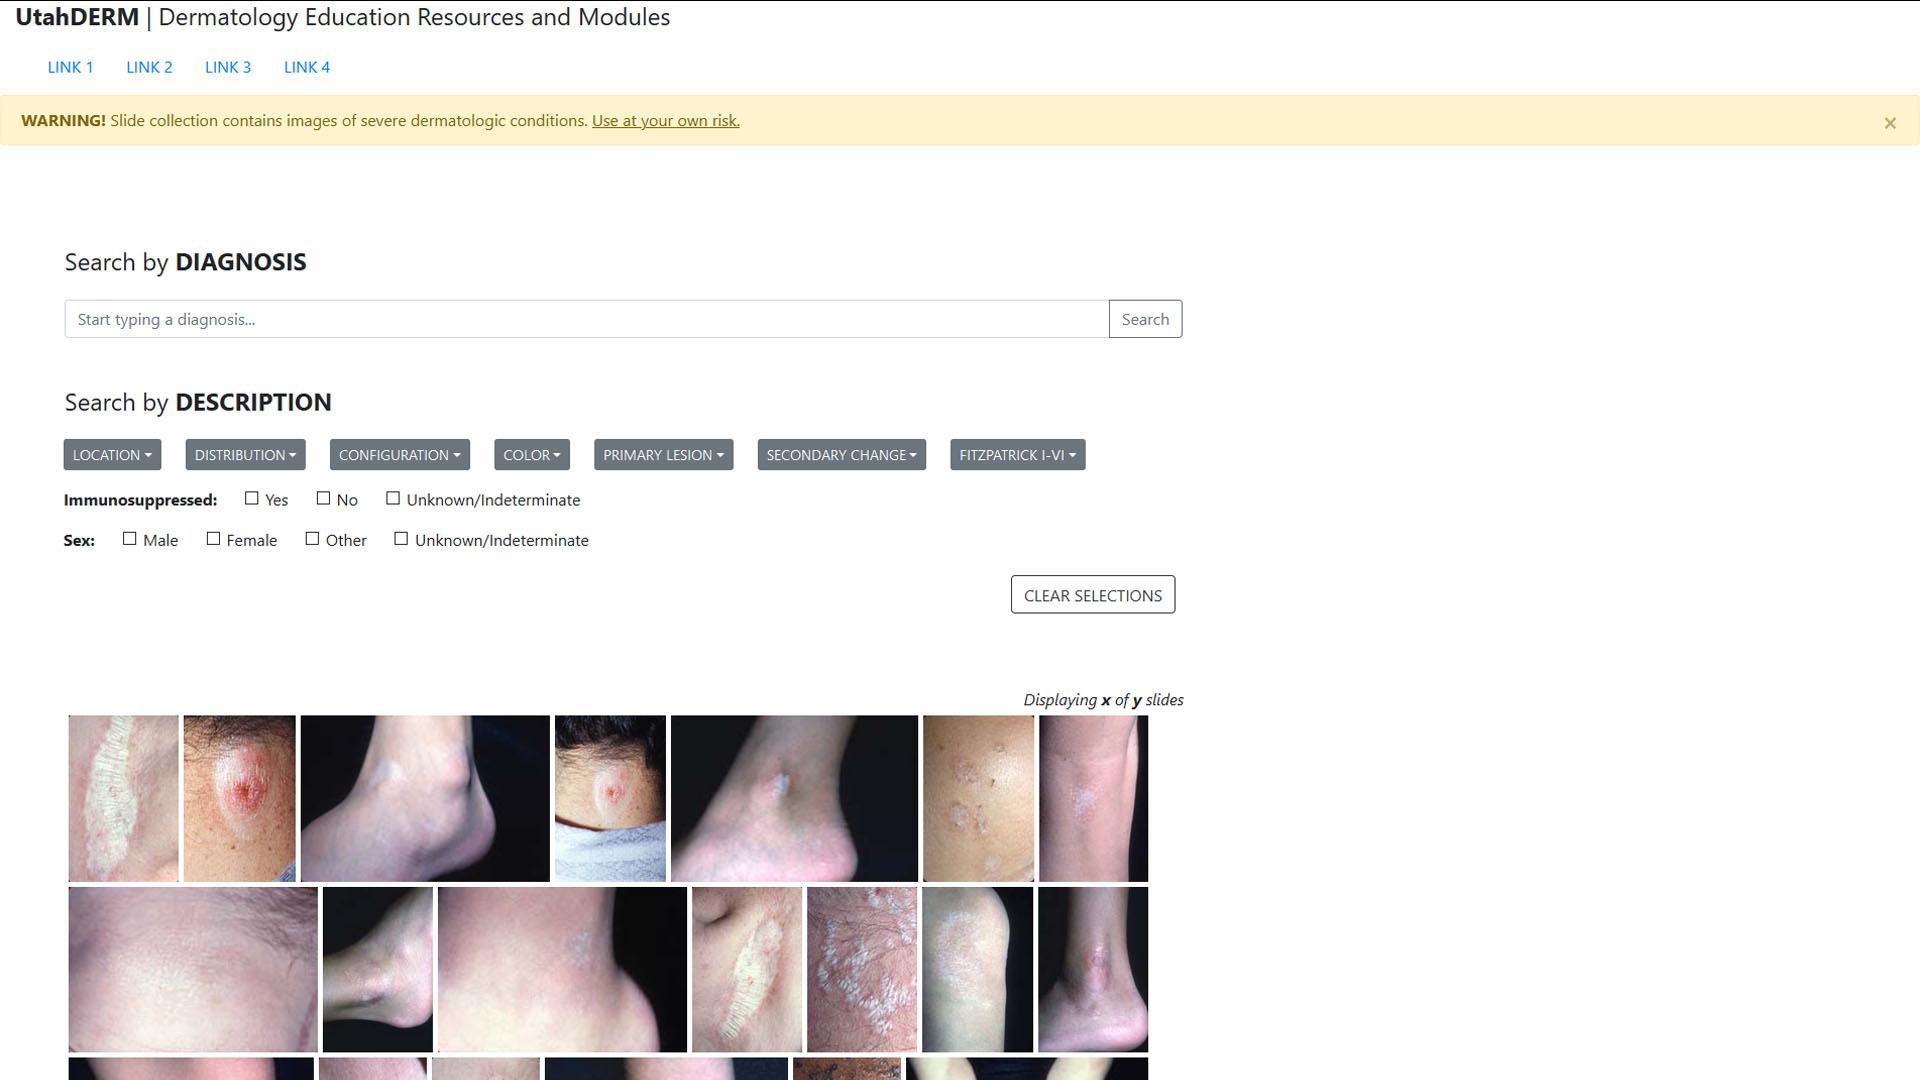 UtahDERM | Dermatology Education Resources and Modules
LINK 1 LINK 2 LINK 3 LINK 4
WARNING! Slide collection contains images of severe dermatologic conditions. Use at your own risk. ×
Search by DIAGNOSIS
Start typing a diagnosis... Search
Search by DESCRIPTION
LOCATION DISTRIBUTION CONFIGURATION COLOR PRIMARY LESION SECONDARY CHANGE FITZPATRICK I-VI
Immunosuppressed: Yes No Unknown/Indeterminate
Sex: Male Female Other Unknown/Indeterminate
CLEAR SELECTIONS
Displaying x of y slides